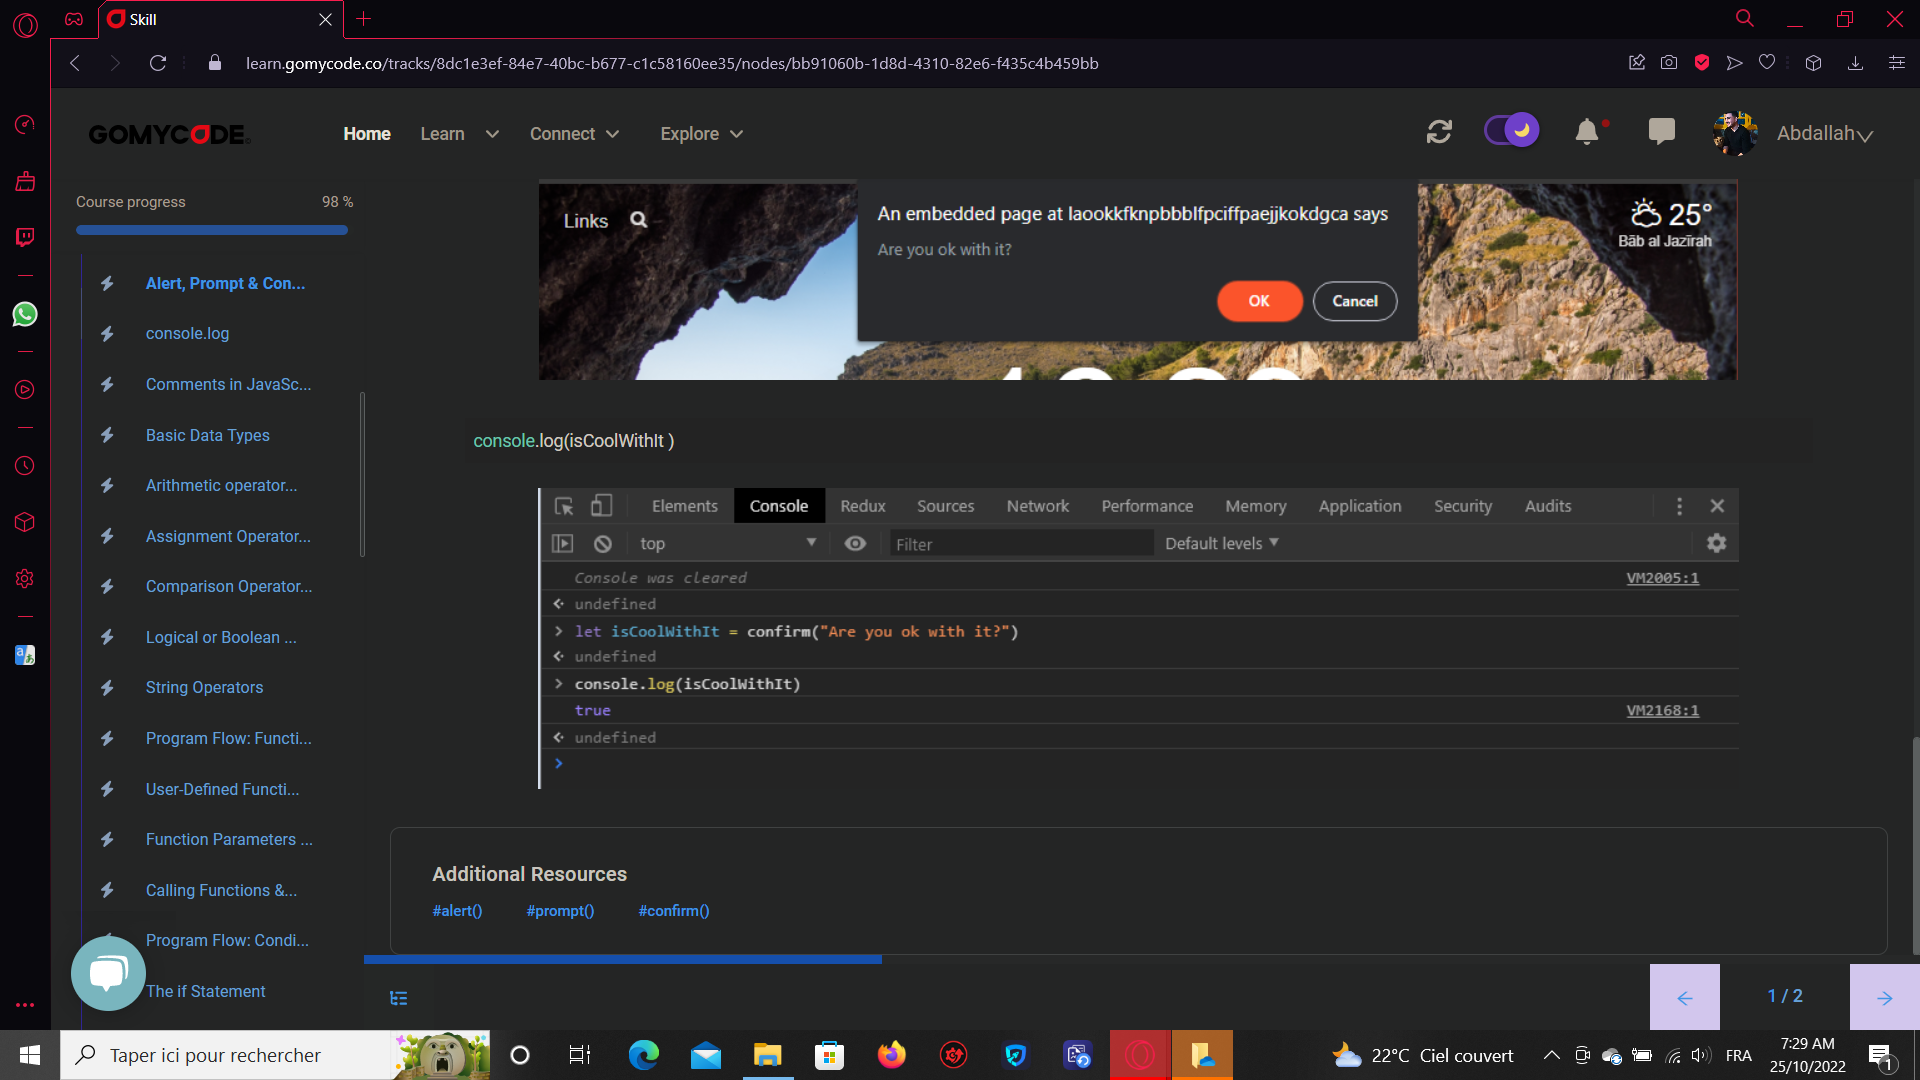 Skill
learn.gomycode.co/tracks/8dc1e3ef-84e7-40bc-b677-c1c58160ee35/nodes/bb91060b-1d8d-4310-82e6-f435c4b459bb
GOMYCODE
Home
Learn
Connect
Explore
Abdallah
Course progress
98 %
Alert, Prompt & Con...
console.log
Comments in JavaSc...
Basic Data Types
Arithmetic operator...
Assignment Operator...
Comparison Operator...
Logical or Boolean ...
String Operators
Program Flow: Functi...
User-Defined Functi...
Function Parameters ...
Calling Functions &...
Program Flow: Condi...
The if Statement
Links
An embedded page at laookkfknpbbblfpciffpaejjkokdgca says
Are you ok with it?
OK
Cancel
25°
Bāb al Jazīrah
console.log(isCoolWithIt )
Elements
Console
Redux
Sources
Network
Performance
Memory
Application
Security
Audits
top
Filter
Default levels
Console was cleared
VM2005:1
undefined
> let isCoolWithIt = confirm("Are you ok with it?")
undefined
> console.log(isCoolWithIt)
true
VM2168:1
undefined
>
Additional Resources
#alert()
#prompt()
#confirm()
1 / 2
Taper ici pour rechercher
22°C Ciel couvert
FRA
7:29 AM
25/10/2022
1